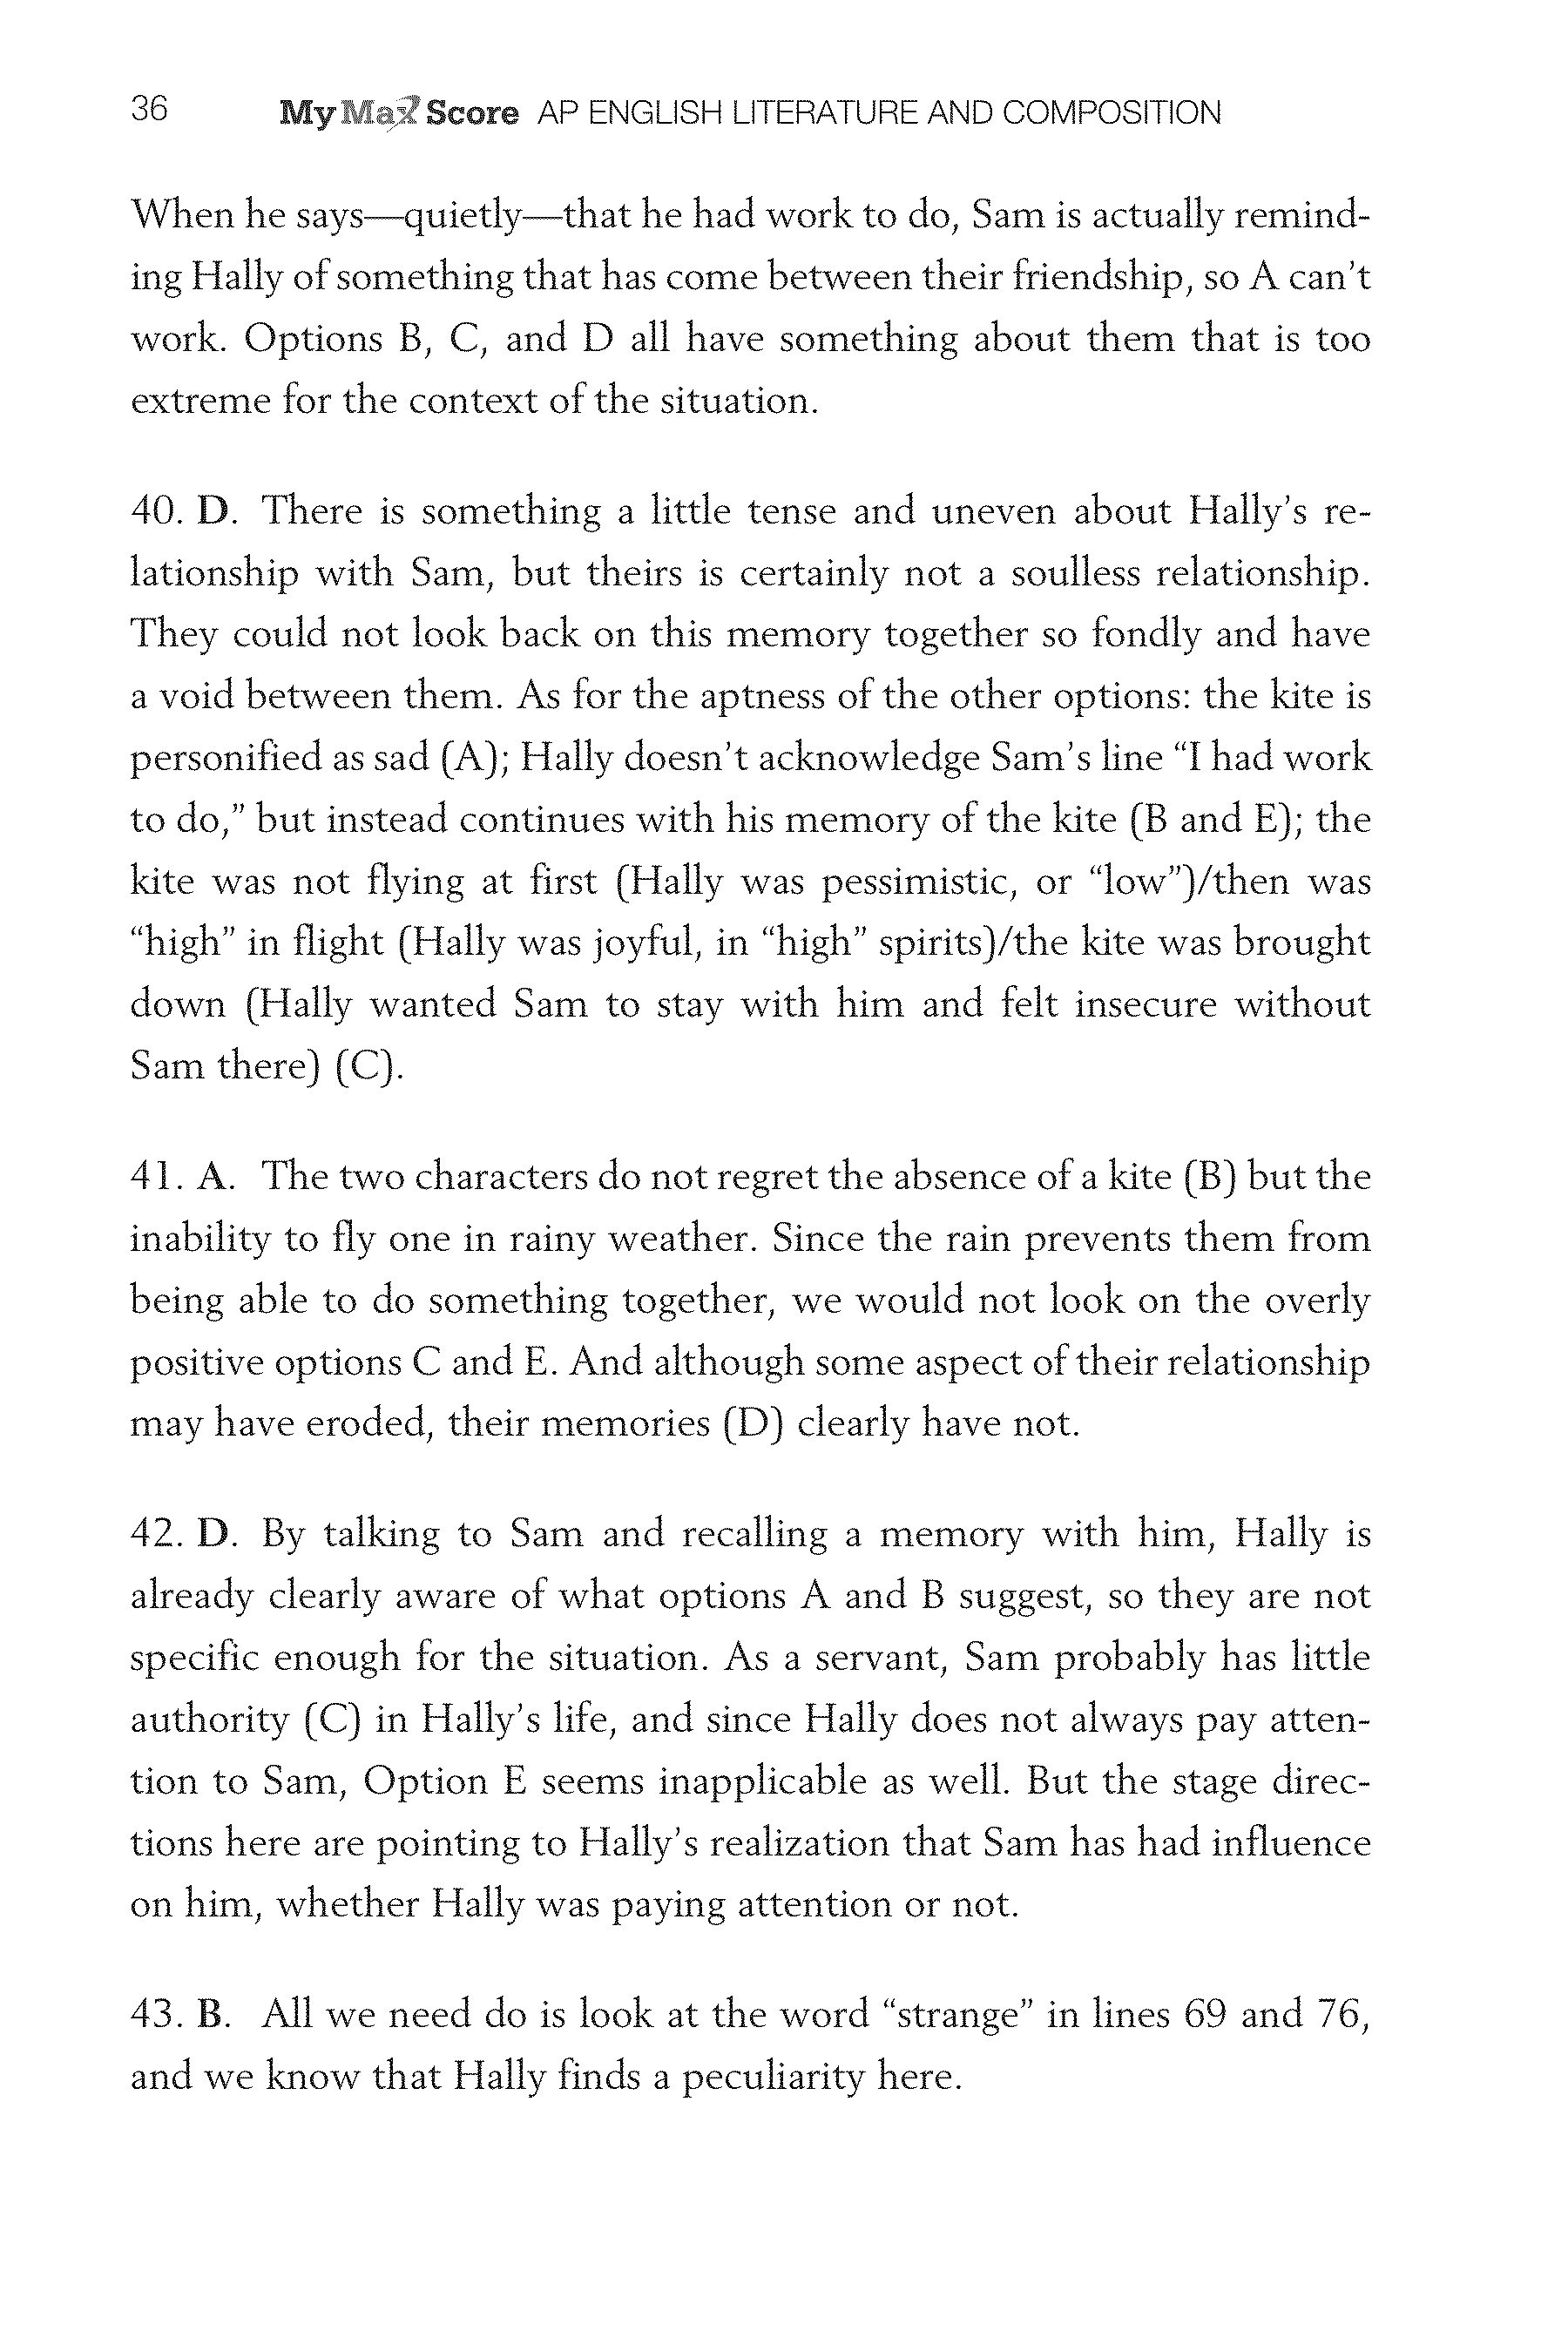 36 My Max Score AP ENGLISH LITERATURE AND COMPOSITION
When he says—quietly—that he had work to do, Sam is actually remind-
ing Hally of something that has come between their friendship, so A can’t
work. Options B, C, and D all have something about them that is too
extreme for the context of the situation.
40. D. There is something a little tense and uneven about Hally’s re-
lationship with Sam, but theirs is certainly not a soulless relationship.
They could not look back on this memory together so fondly and have
a void between them. As for the aptness of the other options: the kite is
personified as sad (A); Hally doesn’t acknowledge Sam’s line “I had work
to do,” but instead continues with his memory of the kite (B and E); the
kite was not flying at first (Hally was pessimistic, or “low”)/then was
“high” in flight (Hally was joyful, in “high” spirits)/the kite was brought
down (Hally wanted Sam to stay with him and felt insecure without
Sam there) (C).
41. A. The two characters do not regret the absence of a kite (B) but the
inability to fly one in rainy weather. Since the rain prevents them from
being able to do something together, we would not look on the overly
positive options C and E. And although some aspect of their relationship
may have eroded, their memories (D) clearly have not.
42. D. By talking to Sam and recalling a memory with him, Hally is
already clearly aware of what options A and B suggest, so they are not
specific enough for the situation. As a servant, Sam probably has little
authority (C) in Hally’s life, and since Hally does not always pay atten-
tion to Sam, Option E seems inapplicable as well. But the stage direc-
tions here are pointing to Hally’s realization that Sam has had influence
on him, whether Hally was paying attention or not.
43. B. All we need do is look at the word “strange” in lines 69 and 76,
and we know that Hally finds a peculiarity here.